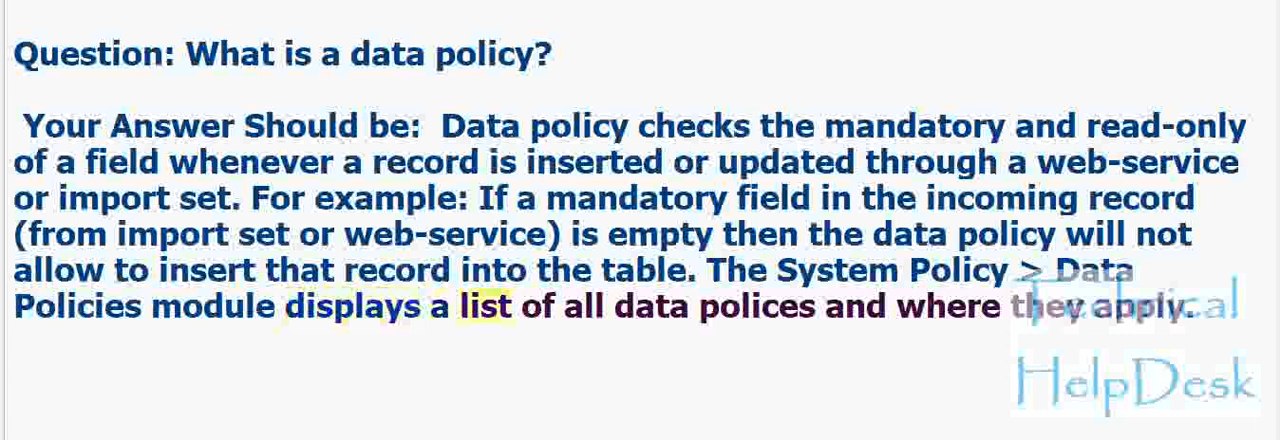 Question: What is a data policy?
Your Answer Should be: Data policy checks the mandatory and read-only
of a field whenever a record is inserted or updated through a web-service
or import set. For example: If a mandatory field in the incoming record
(from import set or web-service) is empty then the data policy will not
allow to insert that record into the table. The System Policy > Data
Policies module displays a list of all data polices and where they apply.
Technical
HelpDesk